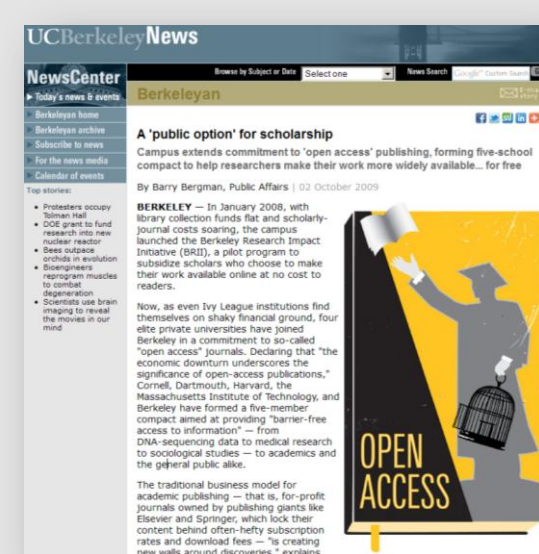 UCBerkeleyNews
NewsCenter
Browse by Subject or Date
Select one
News Search
Google™ Custom Search
Today's news & events
Berkeleyan
Berkeleyan home
Berkeleyan archive
Subscribe to news
For the news media
Calendar of events
Top stories:
Protesters occupy
Tolman Hall
DOE grant to fund
research into new
nuclear reactor
Bees outpace
orchids in evolution
Bioengineers
reprogram muscles
to combat
degeneration
Scientists use brain
imaging to reveal
the movies in our
mind
A 'public option' for scholarship
Campus extends commitment to 'open access' publishing, forming five-school
compact to help researchers make their work more widely available... for free
By Barry Bergman, Public Affairs | 02 October 2009
BERKELEY — In January 2008, with
library collection funds flat and scholarly-
journal costs soaring, the campus
launched the Berkeley Research Impact
Initiative (BRII), a pilot program to
subsidize scholars who choose to make
their work available online at no cost to
readers.
Now, as even Ivy League institutions find
themselves on shaky financial ground, four
elite private universities have joined
Berkeley in a commitment to so-called
"open access" journals. Declaring that "the
economic downturn underscores the
significance of open-access publications,"
Cornell, Dartmouth, Harvard, the
Massachusetts Institute of Technology, and
Berkeley have formed a five-member
compact aimed at providing "barrier-free
access to information" — from
DNA-sequencing data to medical research
to sociological studies — to academics and
the general public alike.
The traditional business model for
academic publishing — that is, for-profit
journals owned by publishing giants like
Elsevier and Springer, which lock their
content behind often-hefty subscription
rates and download fees — "is creating
new walls around discoveries," explains
OPEN
ACCESS